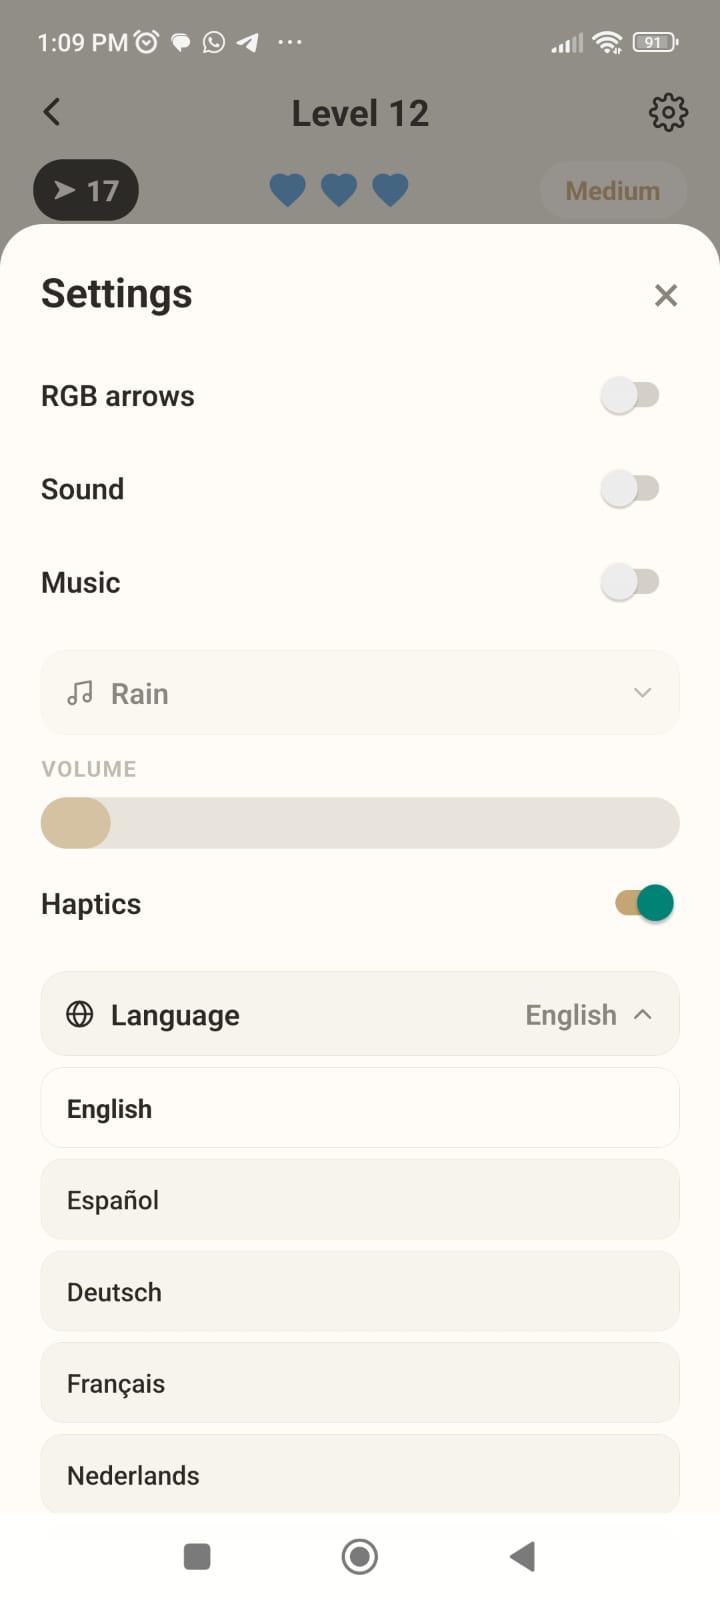 1:09 PM
91
Level 12
17
Medium
Settings
RGB arrows
Sound
Music
Rain
VOLUME
Haptics
Language English
English
Español
Deutsch
Français
Nederlands